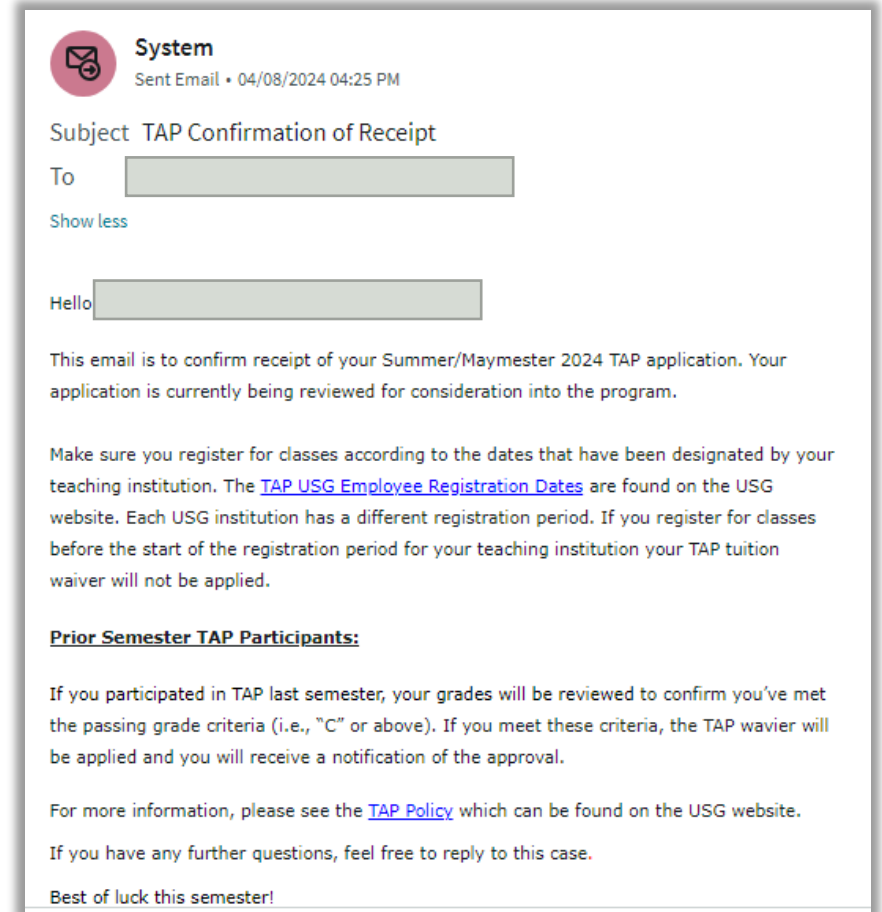 System
Sent Email • 04/08/2024 04:25 PM
Subject TAP Confirmation of Receipt
To
Show less
Hello
This email is to confirm receipt of your Summer/Maymester 2024 TAP application. Your
application is currently being reviewed for consideration into the program.
Make sure you register for classes according to the dates that have been designated by your
teaching institution. The TAP USG Employee Registration Dates are found on the USG
website. Each USG institution has a different registration period. If you register for classes
before the start of the registration period for your teaching institution your TAP tuition
waiver will not be applied.
Prior Semester TAP Participants:
If you participated in TAP last semester, your grades will be reviewed to confirm you’ve met
the passing grade criteria (i.e., “C” or above). If you meet these criteria, the TAP wavier will
be applied and you will receive a notification of the approval.
For more information, please see the TAP Policy which can be found on the USG website.
If you have any further questions, feel free to reply to this case.
Best of luck this semester!